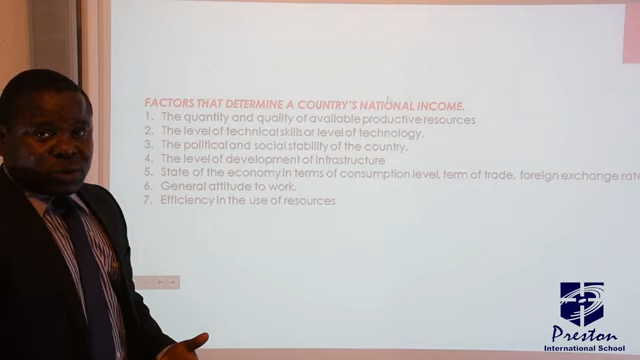 FACTORS THAT DETERMINE A COUNTRY'S NATIONAL INCOME.
1. The quantity and quality of available productive resources
2. The level of technical skills or level of technology.
3. The political and social stability of the country.
4. The level of development of infrastructure
5. State of the economy in terms of consumption level, term of trade, foreign exchange rate
6. General attitude to work.
7. Efficiency in the use of resources
Preston
International School